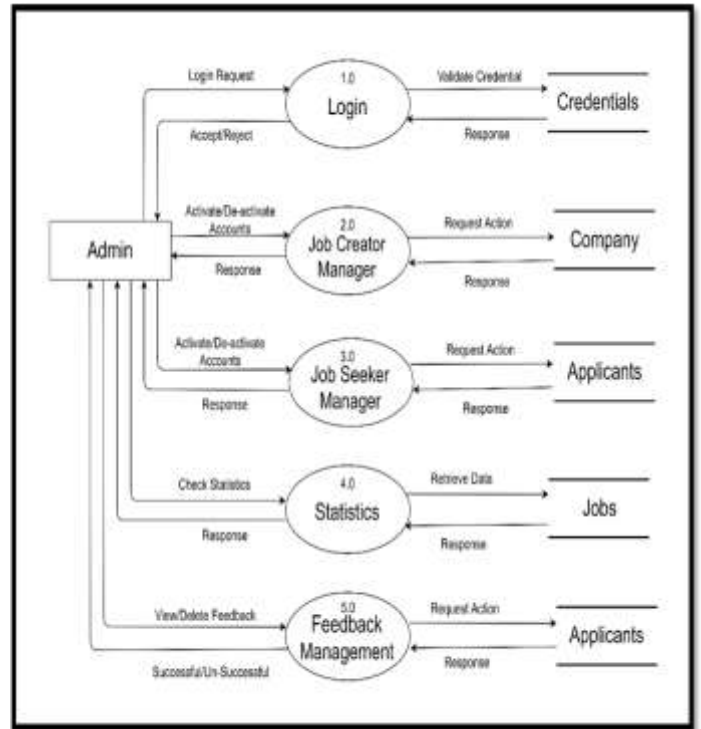 Login Request
1.0
Login
Validate Credential
Credentials
Accept/Reject
Response
Activate/De-activate
Accounts
2.0
Job Creator
Manager
Request Action
Company
Admin
Response
Response
Activate/De-activate
Accounts
3.0
Job Seeker
Manager
Request Action
Applicants
Response
Response
Check Statistics
4.0
Statistics
Retrieve Data
Jobs
Response
Response
View/Delete Feedback
5.0
Feedback
Management
Request Action
Applicants
Successful/Un-Successful
Response